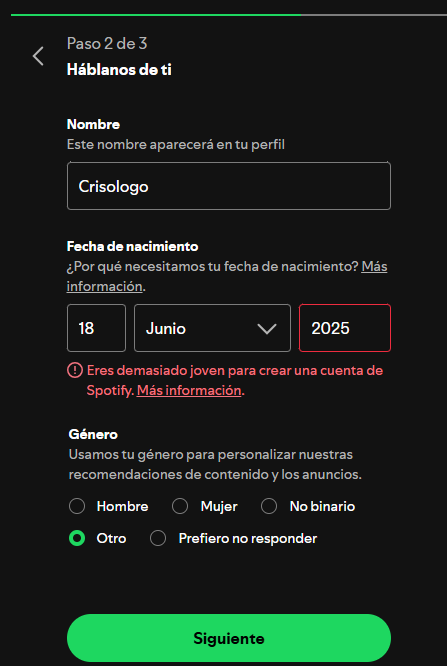 Paso 2 de 3
Háblanos de ti
Nombre
Este nombre aparecerá en tu perfil
Crisologo
Fecha de nacimiento
¿Por qué necesitamos tu fecha de nacimiento? Más
información.
18 Junio 2025
Eres demasiado joven para crear una cuenta de
Spotify. Más información.
Género
Usamos tu género para personalizar nuestras
recomendaciones de contenido y los anuncios.
Hombre Mujer No binario
Otro Prefiero no responder
Siguiente